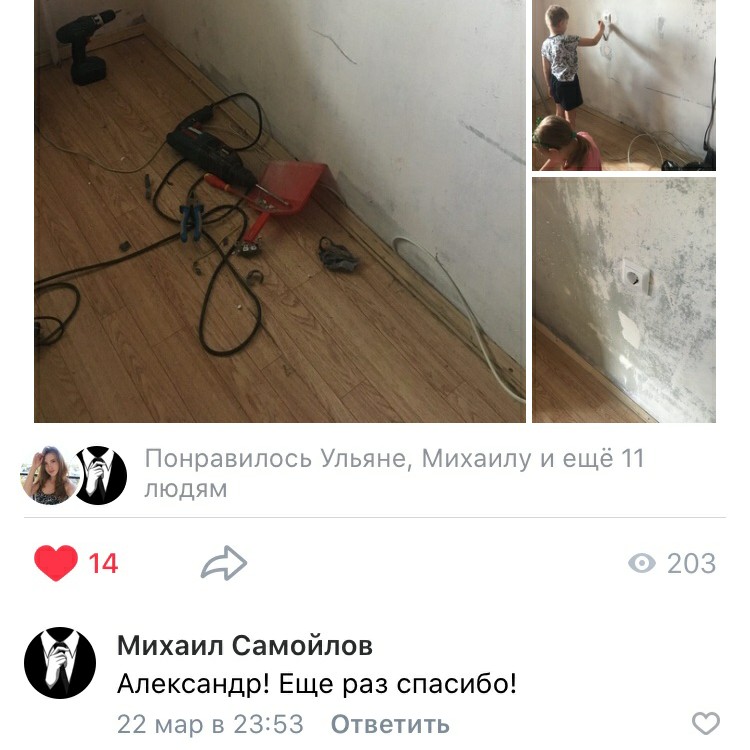 Понравилось Ульяне, Михаилу и ещё 11
людям
14
203
Михаил Самойлов
Александр! Еще раз спасибо!
22 мар в 23:53 Ответить